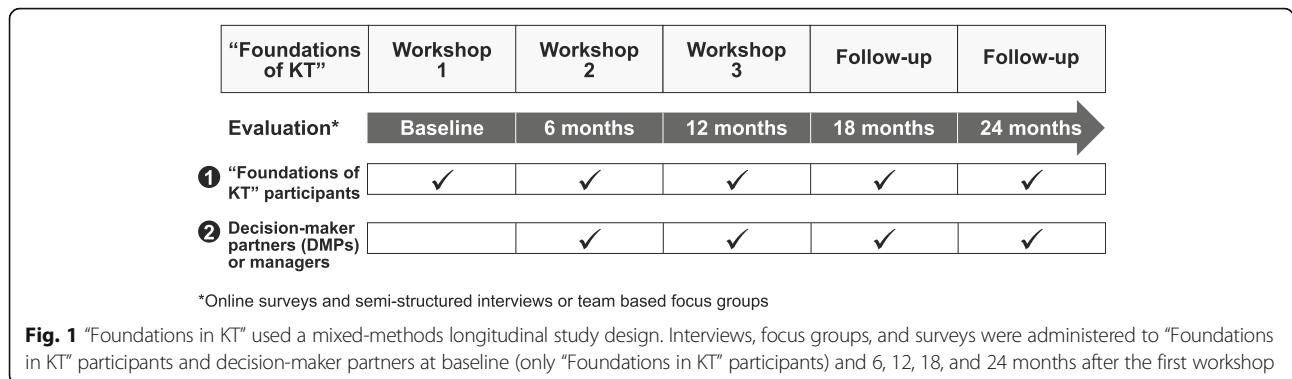 “Foundations of KT” Workshop 1 Workshop 2 Workshop 3 Follow-up Follow-up
Evaluation* Baseline 6 months 12 months 18 months 24 months
1 “Foundations of
KT” participants ✓ ✓ ✓ ✓ ✓
2 Decision-maker
partners (DMPs)
or managers ✓ ✓ ✓ ✓
*Online surveys and semi-structured interviews or team based focus groups
Fig. 1 “Foundations in KT” used a mixed-methods longitudinal study design. Interviews, focus groups, and surveys were administered to “Foundations
in KT” participants and decision-maker partners at baseline (only “Foundations in KT” participants) and 6, 12, 18, and 24 months after the first workshop